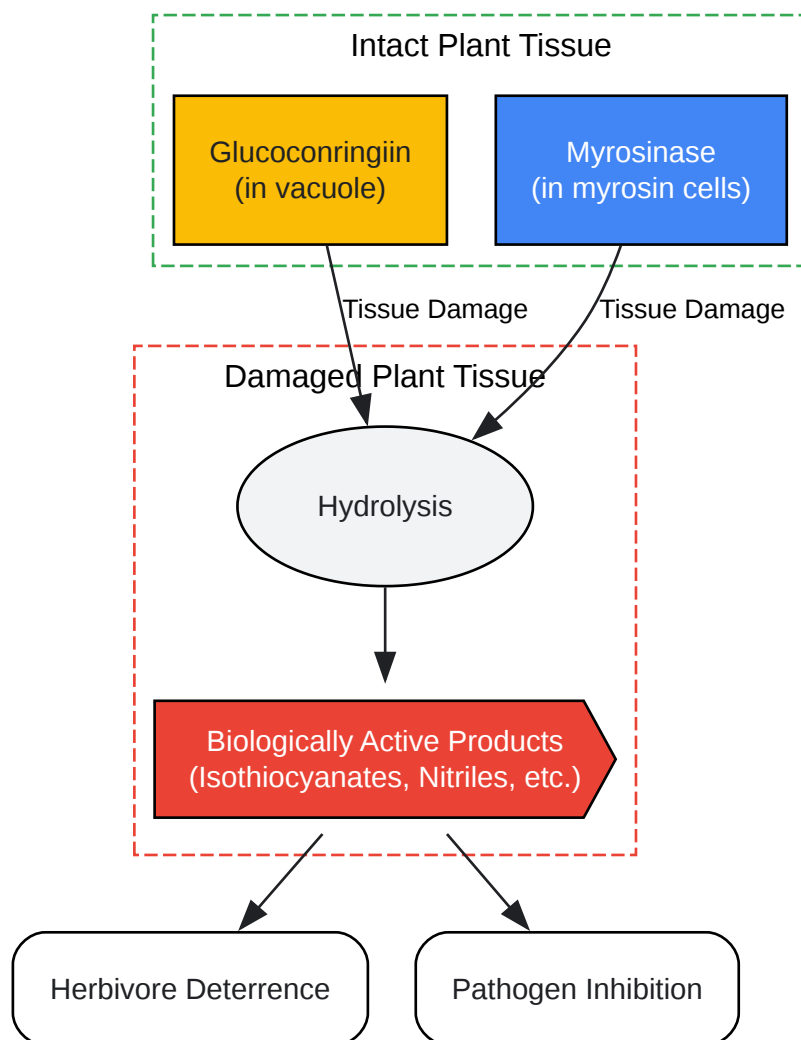 Intact Plant Tissue
Glucoconringiin
(in vacuole)
Myrosinase
(in myrosin cells)
Tissue Damage
Tissue Damage
Damaged Plant Tissue
Hydrolysis
Biologically Active Products
(Isothiocyanates, Nitriles, etc.)
Herbivore Deterrence
Pathogen Inhibition